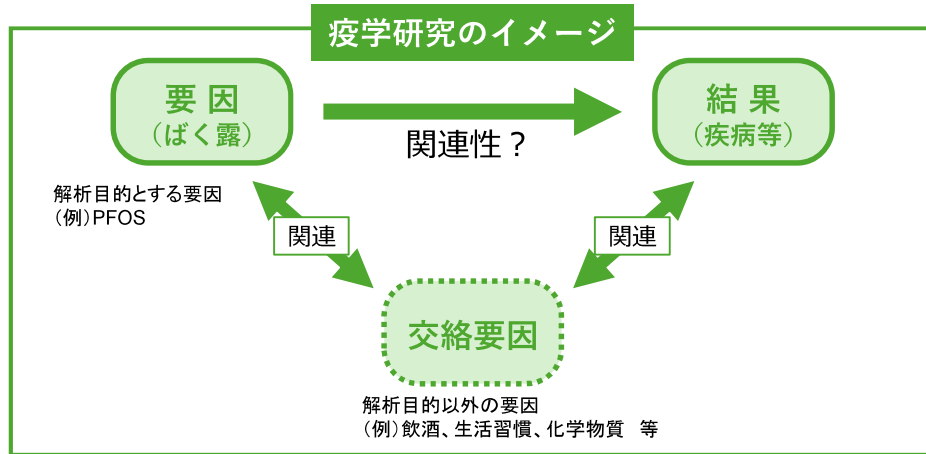 疫学研究のイメージ
要因
(ばく露)
結果
(疾病等)
関連性？
解析目的とする要因
(例)PFOS
関連
関連
交絡要因
解析目的以外の要因
(例)飲酒、生活習慣、化学物質 等